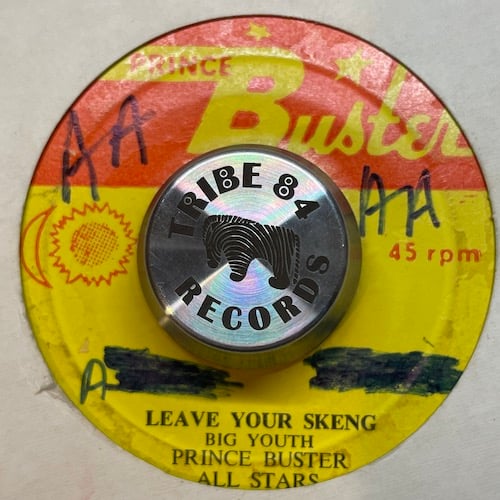 PRINCE
Buster
AA
AA
TRIBE 84
RECORDS
45 rpm
A
LEAVE YOUR SKENG
BIG YOUTH
PRINCE BUSTER
ALL STARS